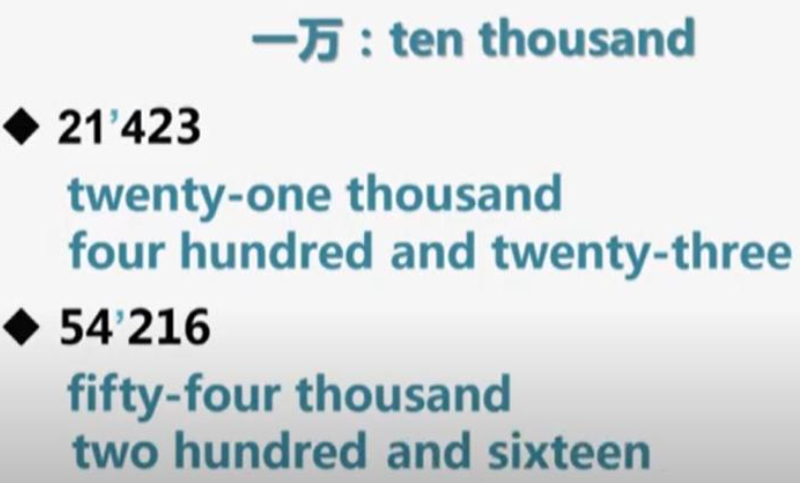 一万 : ten thousand
◆ 21’423
twenty-one thousand
four hundred and twenty-three
◆ 54’216
fifty-four thousand
two hundred and sixteen